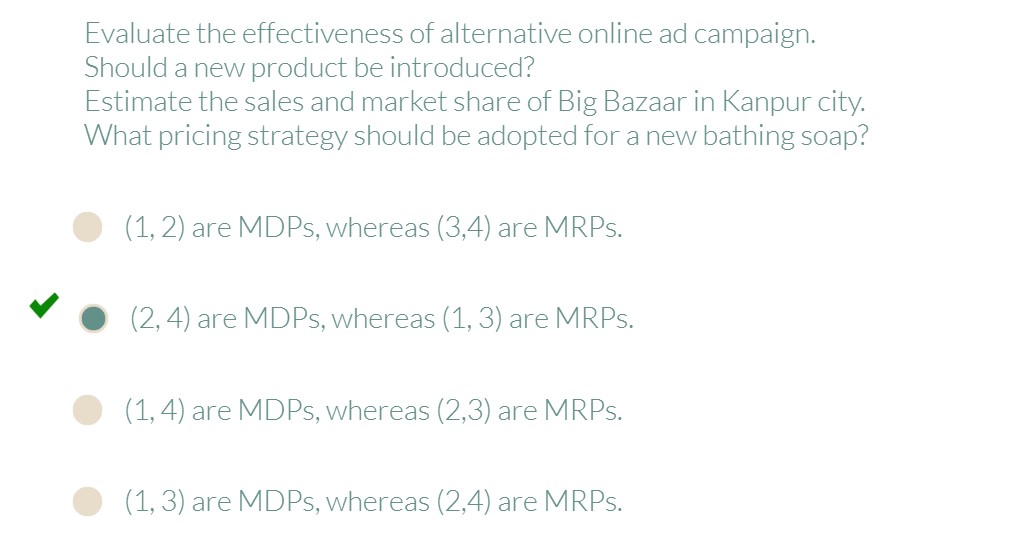 Evaluate the effectiveness of alternative online ad campaign.
Should a new product be introduced?
Estimate the sales and market share of Big Bazaar in Kanpur city.
What pricing strategy should be adopted for a new bathing soap?
(1, 2) are MDPs, whereas (3,4) are MRPs.
(2, 4) are MDPs, whereas (1, 3) are MRPs.
(1, 4) are MDPs, whereas (2,3) are MRPs.
(1, 3) are MDPs, whereas (2,4) are MRPs.